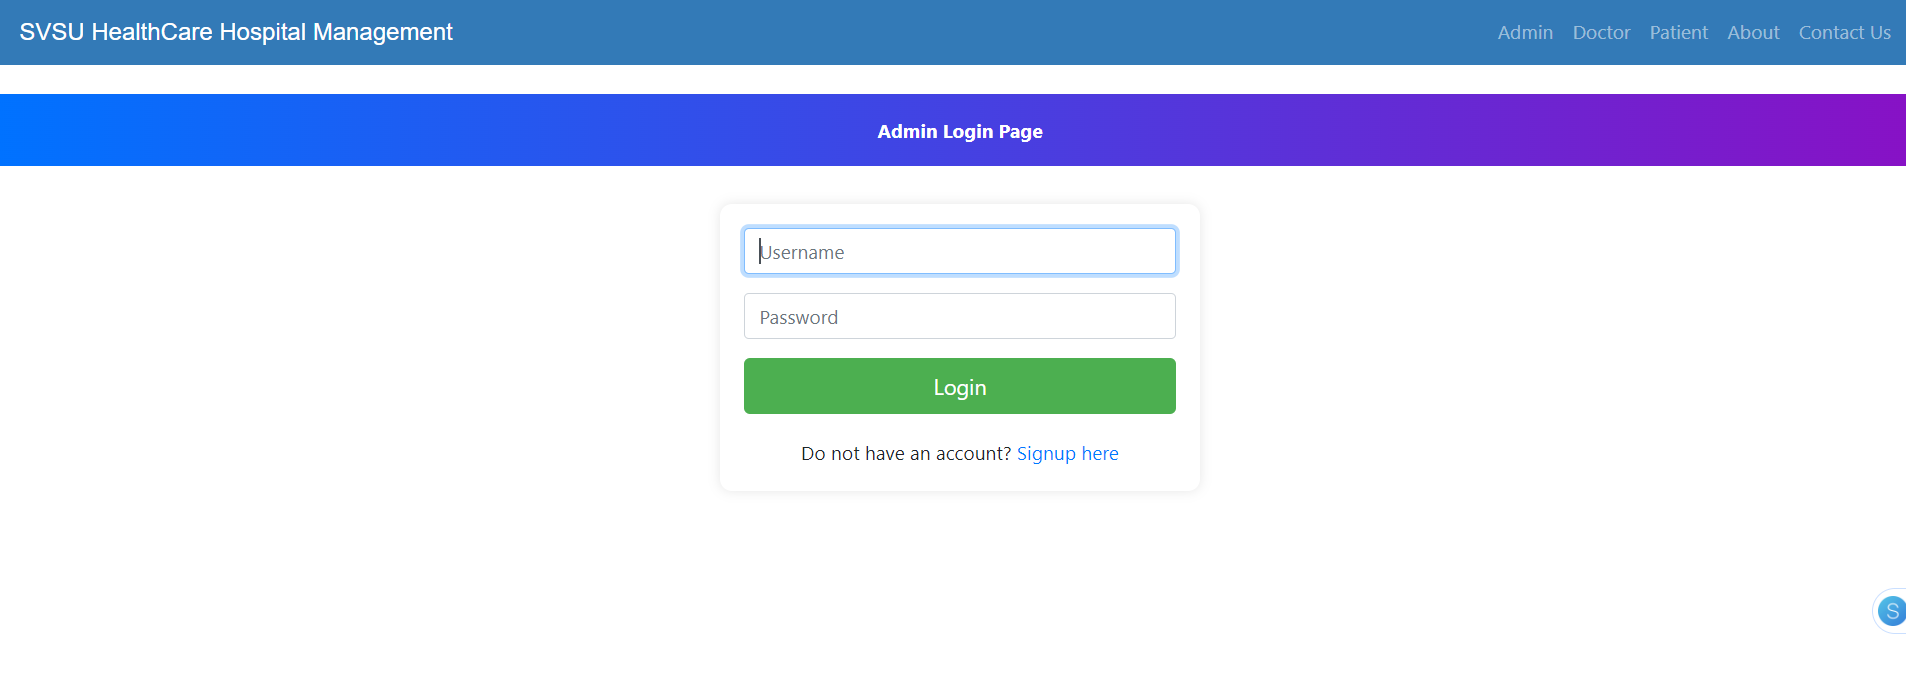 SVSU HealthCare Hospital Management
Admin Doctor Patient About Contact Us
Admin Login Page
Username
Password
Login
Do not have an account? Signup here
S